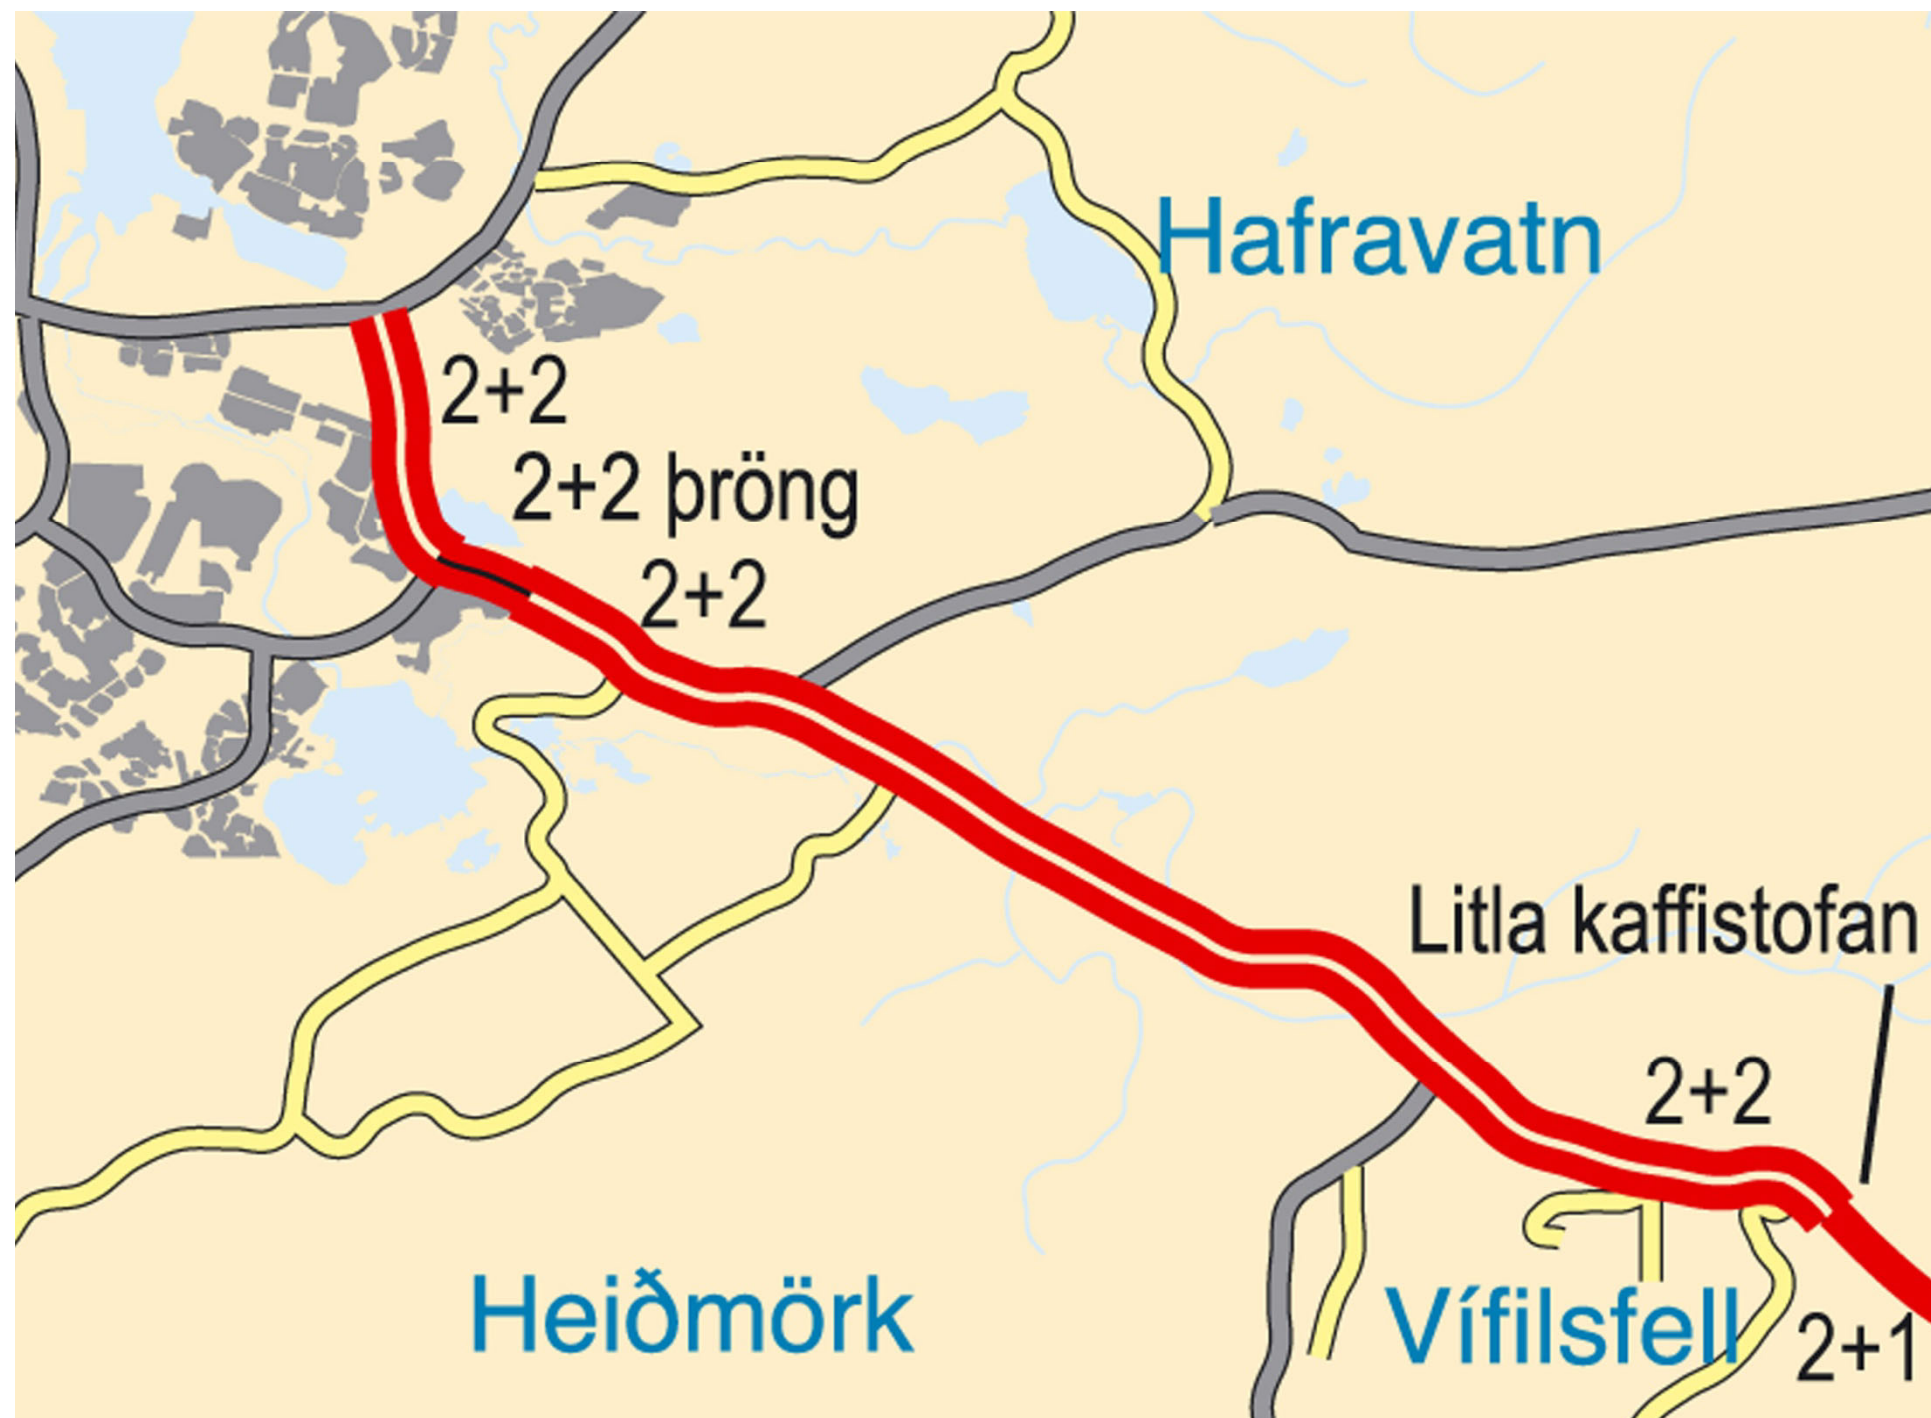 Hafravatn
2+2
2+2 þröng
2+2
Litla kaffistofan
2+2
Heiðmörk
Vífilsfell
2+1